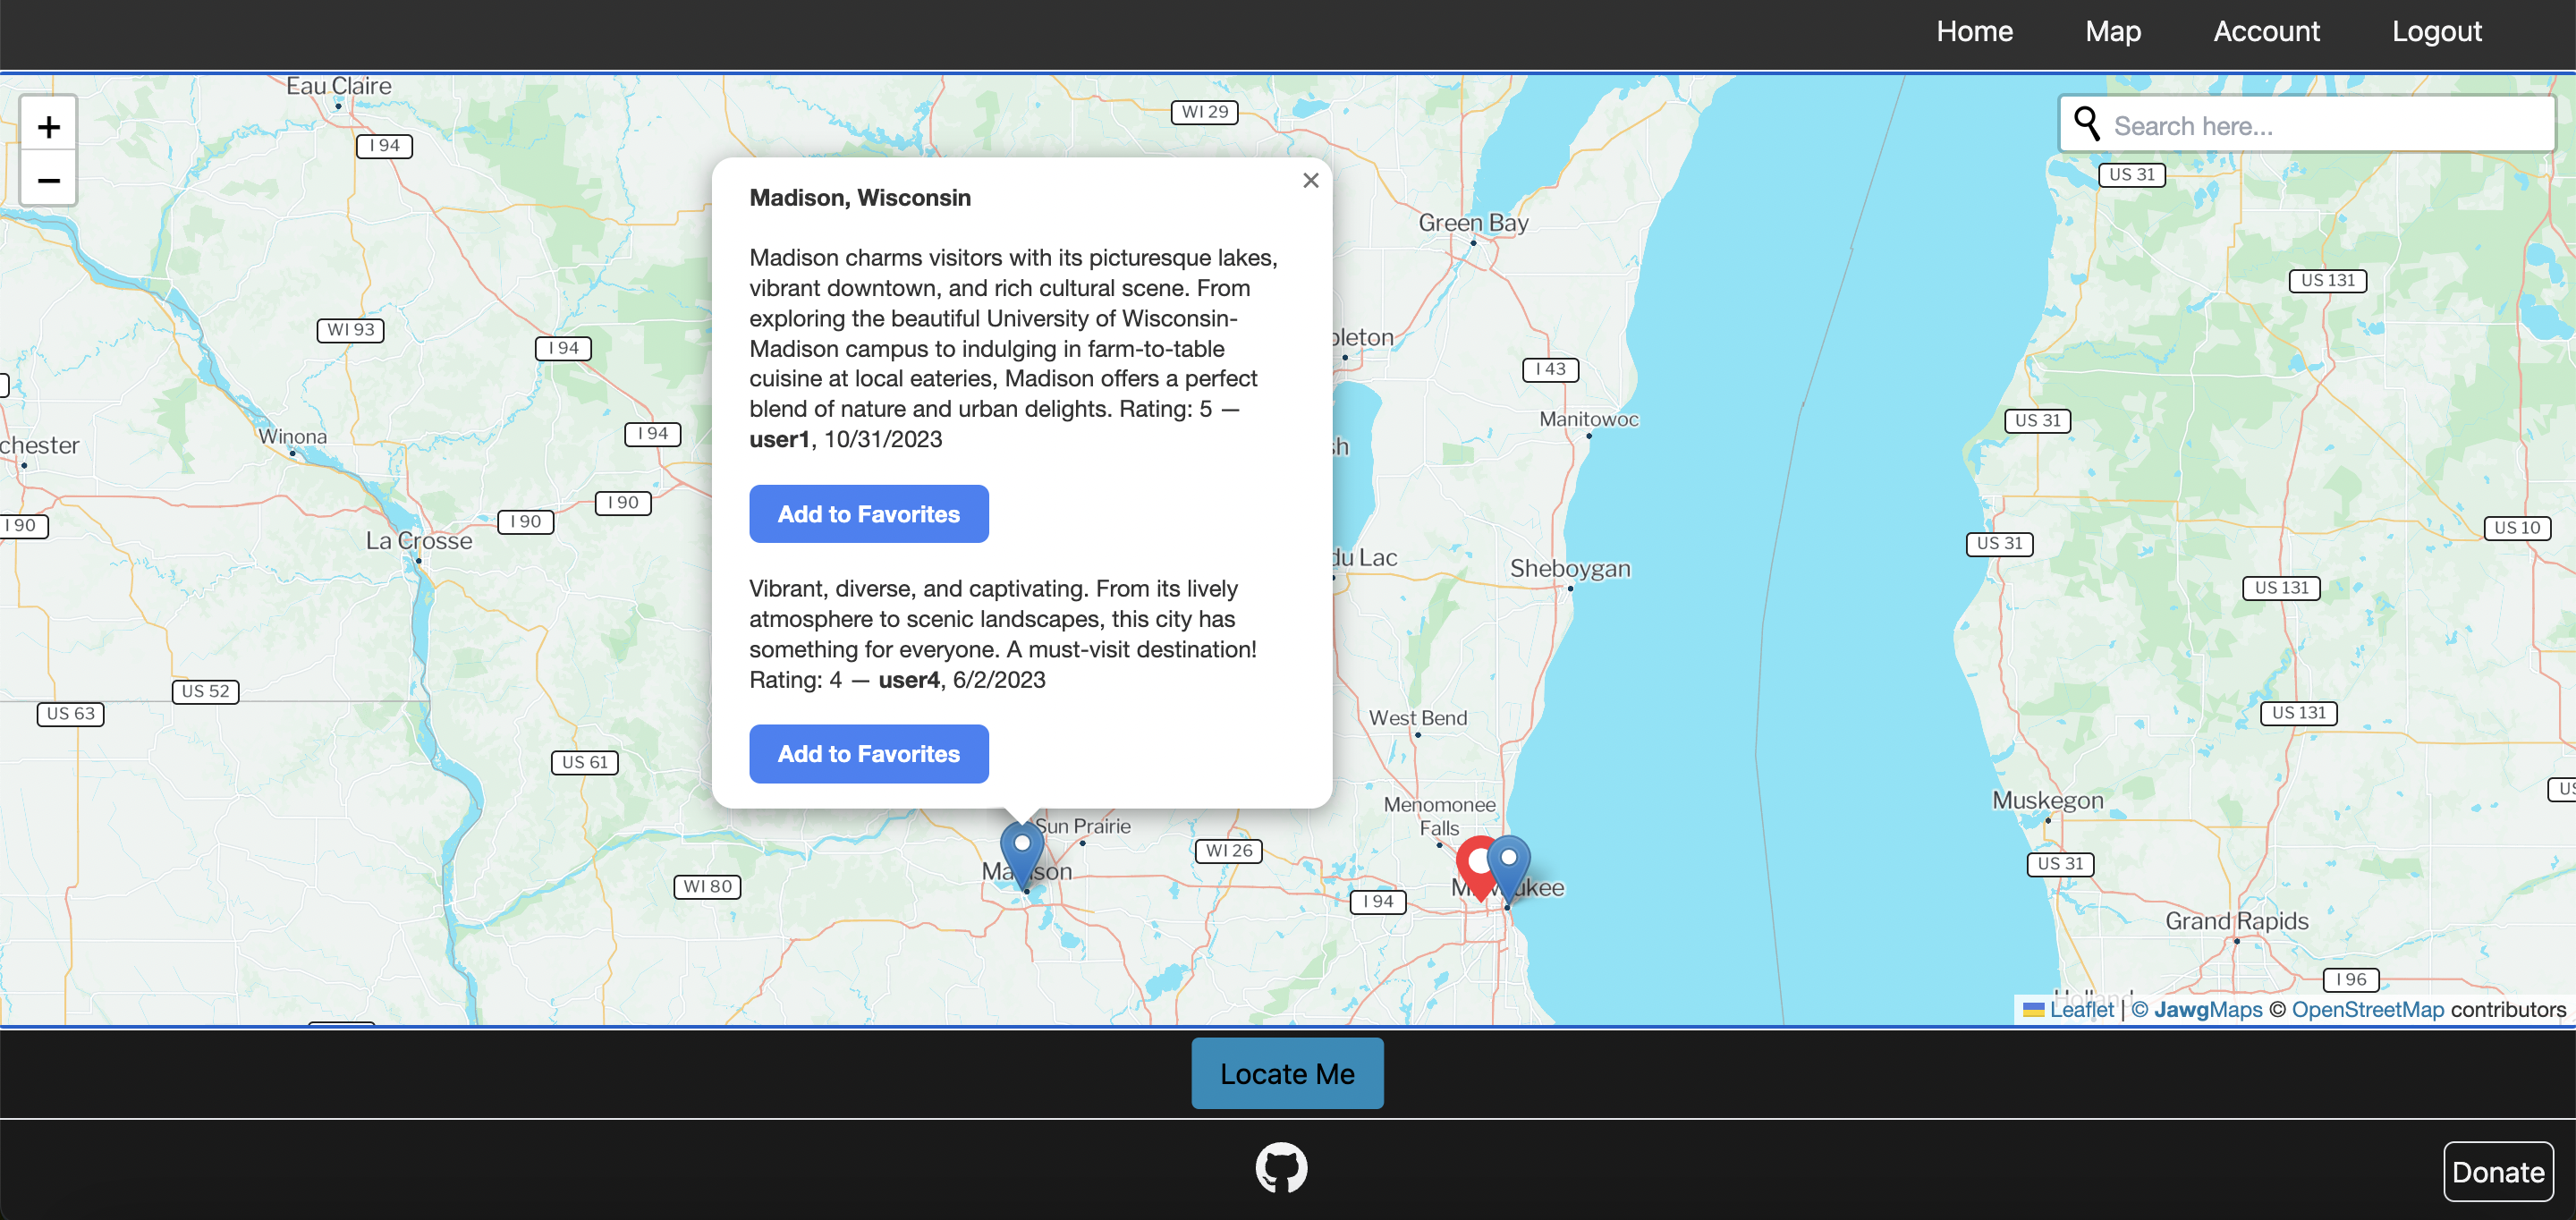 Home Map Account Logout
Eau Claire
WI 29
+
Search here...
I 94
US 31
−
Madison, Wisconsin
Green Bay
Madison charms visitors with its picturesque lakes,
vibrant downtown, and rich cultural scene. From
exploring the beautiful University of Wisconsin-
Madison campus to indulging in farm-to-table
cuisine at local eateries, Madison offers a perfect
blend of nature and urban delights. Rating: 5 —
user1, 10/31/2023
Add to Favorites
Vibrant, diverse, and captivating. From its lively
atmosphere to scenic landscapes, this city has
something for everyone. A must-visit destination!
Rating: 4 — user4, 6/2/2023
Add to Favorites
US 131
WI 93
pleton
I 94
I 43
Manitowoc
US 31
Winona
I 94
chester
sh
I 90
I 90
I 90
US 10
La Crosse
US 31
du Lac
Sheboygan
US 131
US 52
US 63
West Bend
US 131
US 61
US
Menomonee
Falls
Muskegon
Sun Prairie
WI 26
US 31
Madison
WI 80
Milwaukee
I 94
Grand Rapids
I 96
Holland
Leaflet | © JawgMaps © OpenStreetMap contributors
Locate Me
Donate